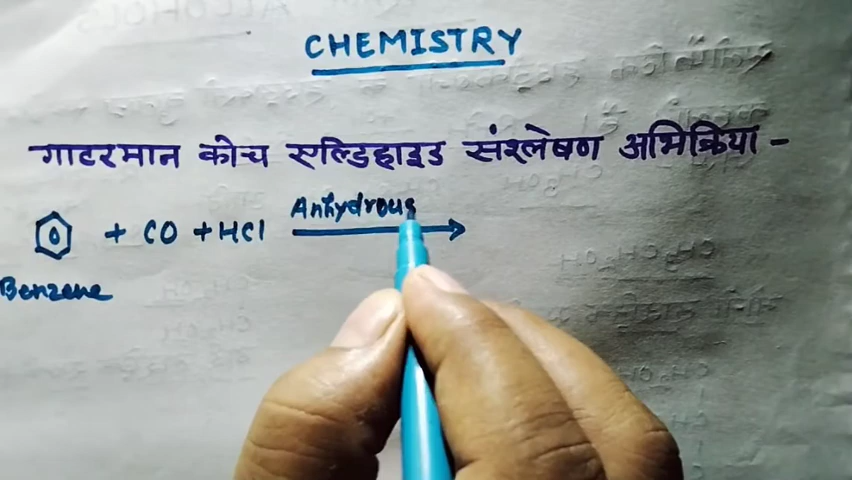 CHEMISTRY
गाटरमान कोच एल्डिहाइड संश्लेषण अभिक्रिया -
Anhydrous
+ CO + HCl
Benzene